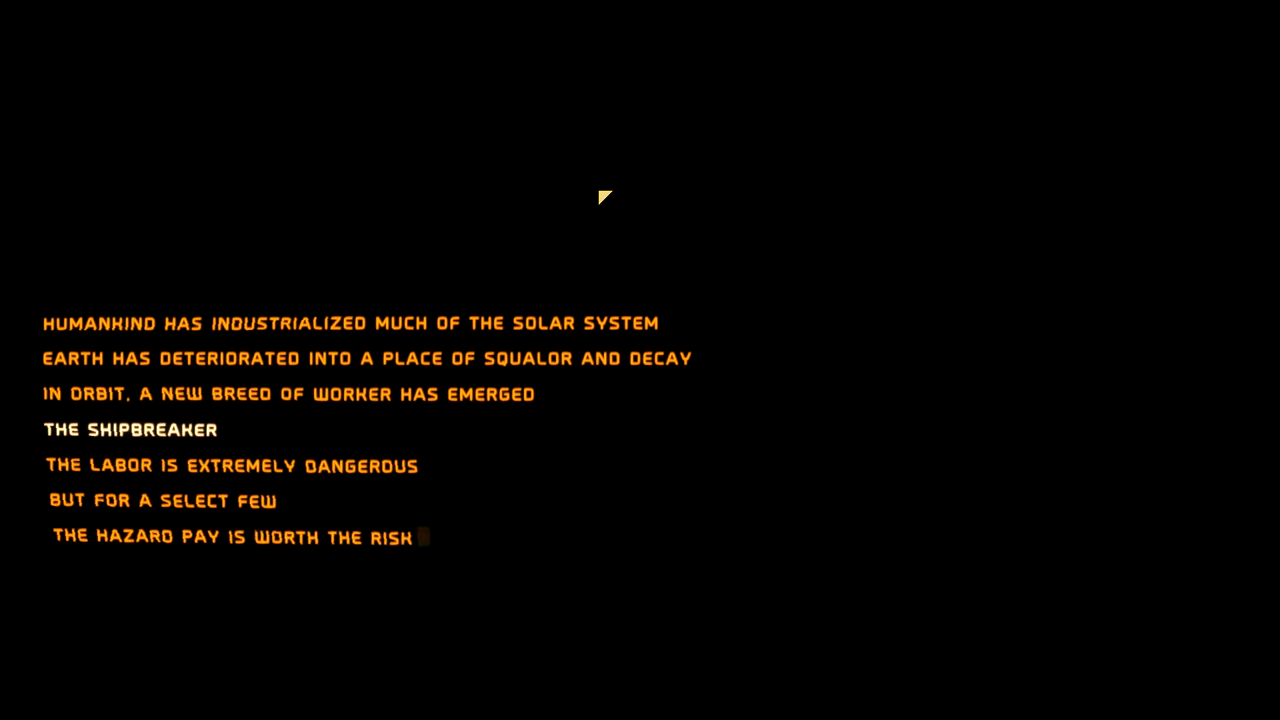 HUMANKIND HAS INDUSTRIALIZED MUCH OF THE SOLAR SYSTEM
EARTH HAS DETERIORATED INTO A PLACE OF SQUALOR AND DECAY
IN ORBIT, A NEW BREED OF WORKER HAS EMERGED
THE SHIPBREAKER
THE LABOR IS EXTREMELY DANGEROUS
BUT FOR A SELECT FEW
THE HAZARD PAY IS WORTH THE RISK